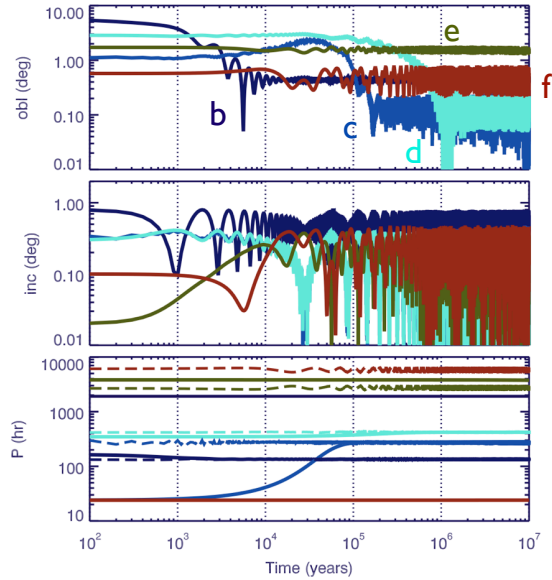 10.00
1.00
0.10
0.01
obl (deg)
b
c
d
e
f
1.00
0.10
0.01
inc (deg)
10000
1000
100
10
P (hr)
10² 10³ 10⁴ 10⁵ 10⁶ 10⁷
Time (years)